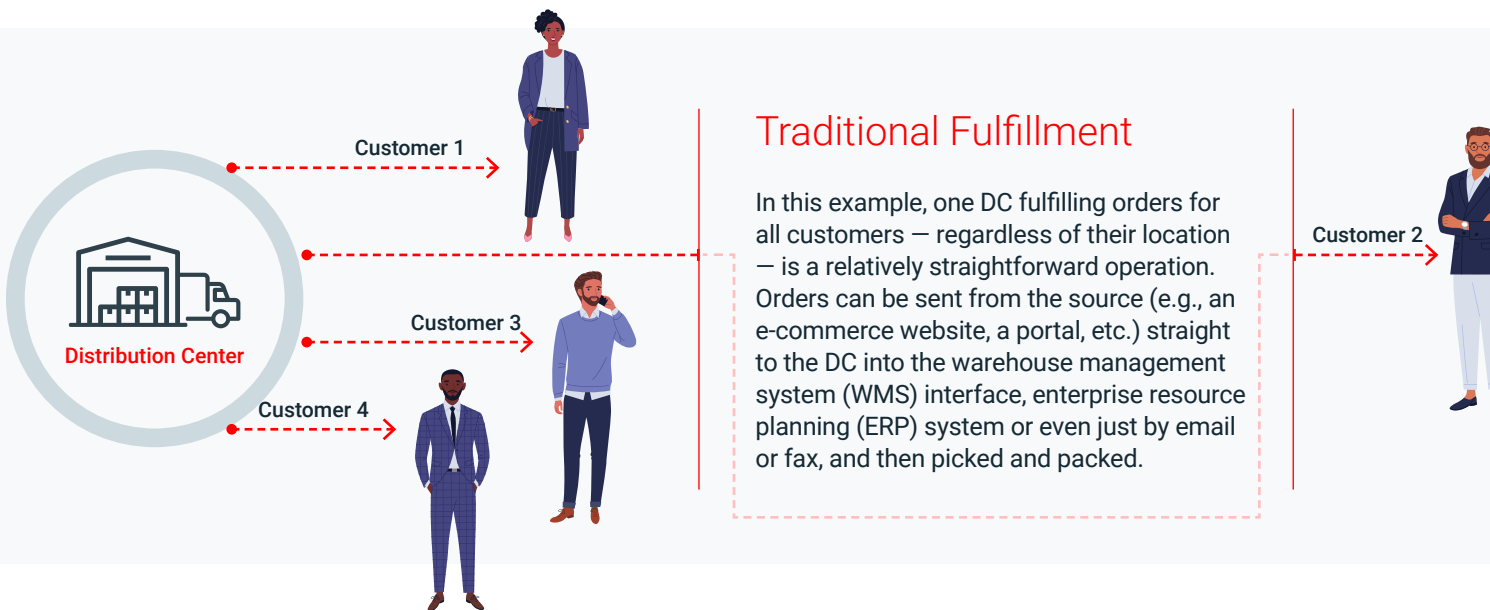 Customer 1
Distribution Center
Customer 3
Customer 4
Traditional Fulfillment
In this example, one DC fulfilling orders for
all customers — regardless of their location
— is a relatively straightforward operation.
Orders can be sent from the source (e.g., an
e-commerce website, a portal, etc.) straight
to the DC into the warehouse management
system (WMS) interface, enterprise resource
planning (ERP) system or even just by email
or fax, and then picked and packed.
Customer 2